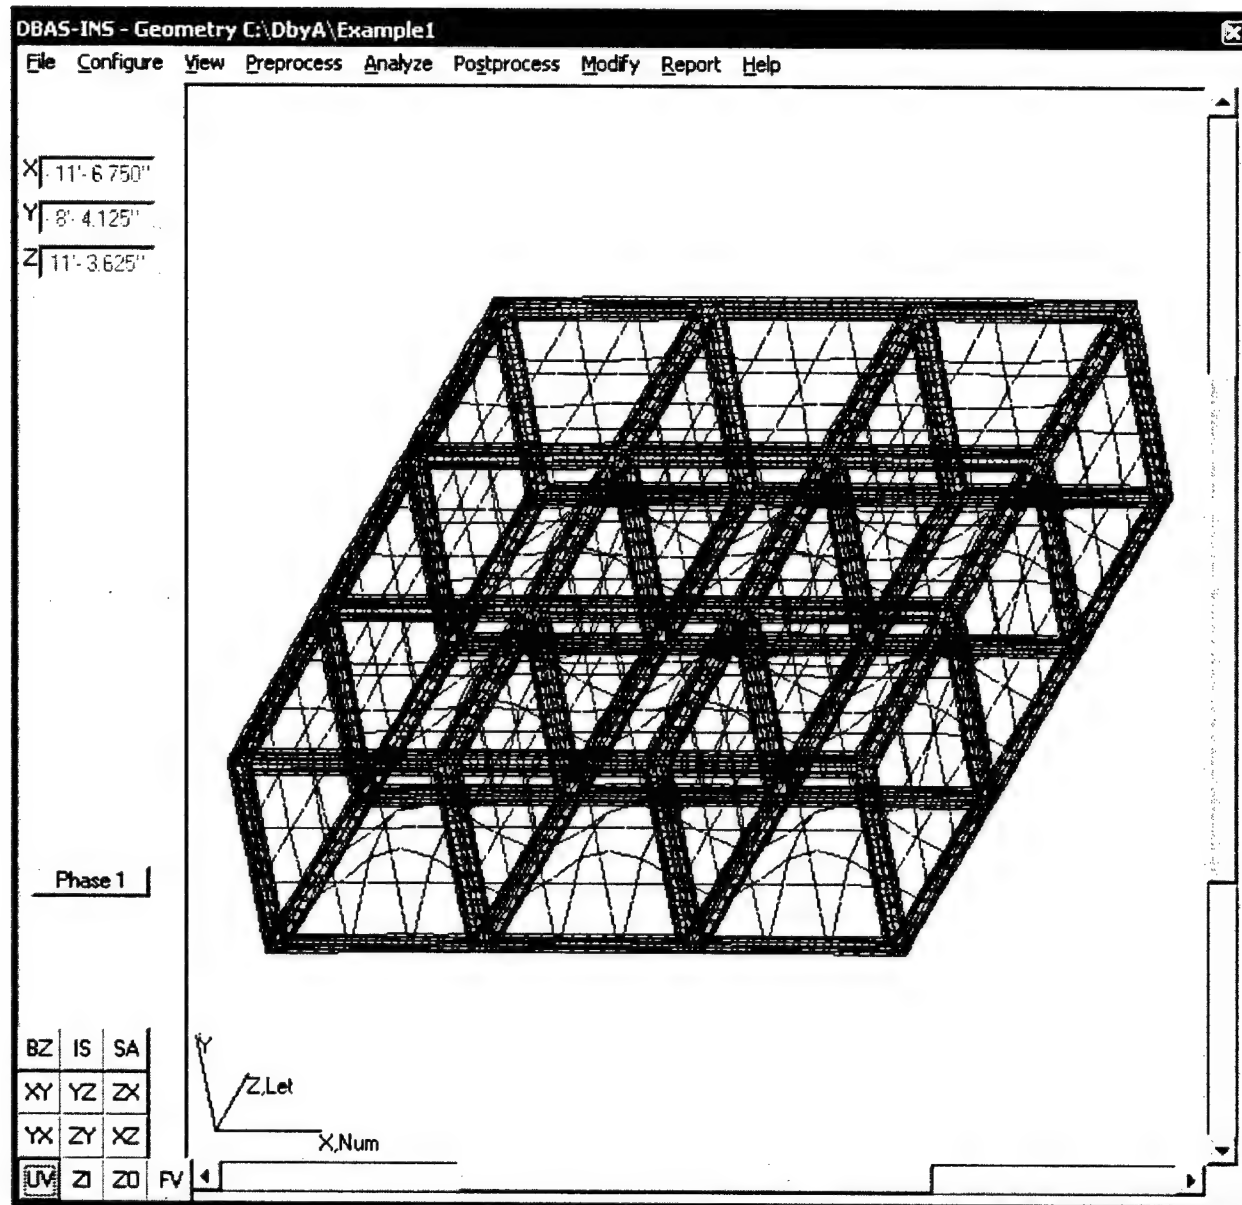 DBAS-INS - Geometry C:\DbyA\Example1
File Configure View Preprocess Analyze Postprocess Modify Report Help
X - 11'- 6.750"
Y - 8'- 4.125"
Z 11'- 3.625"
Phase 1
Y
Z,Let
X,Num
BZ IS SA
XY YZ ZX
YX ZY XZ
UV ZI ZO FV